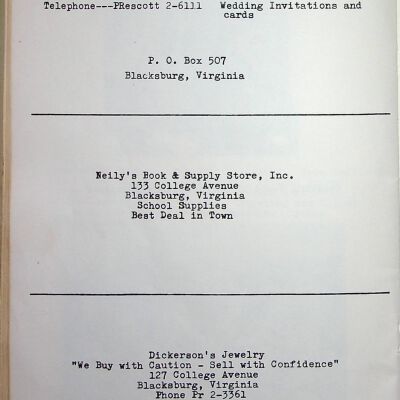 Telephone---PRescott 2-6111   Wedding Invitations and
cards
P. O. Box 507
Blacksburg, Virginia
Neily's Book & Supply Store, Inc.
133 College Avenue
Blacksburg, Virginia
School Supplies
Best Deal in Town
Dickerson's Jewelry
"We Buy with Caution - Sell with Confidence"
127 College Avenue
Blacksburg, Virginia
Phone Pr 2-3361